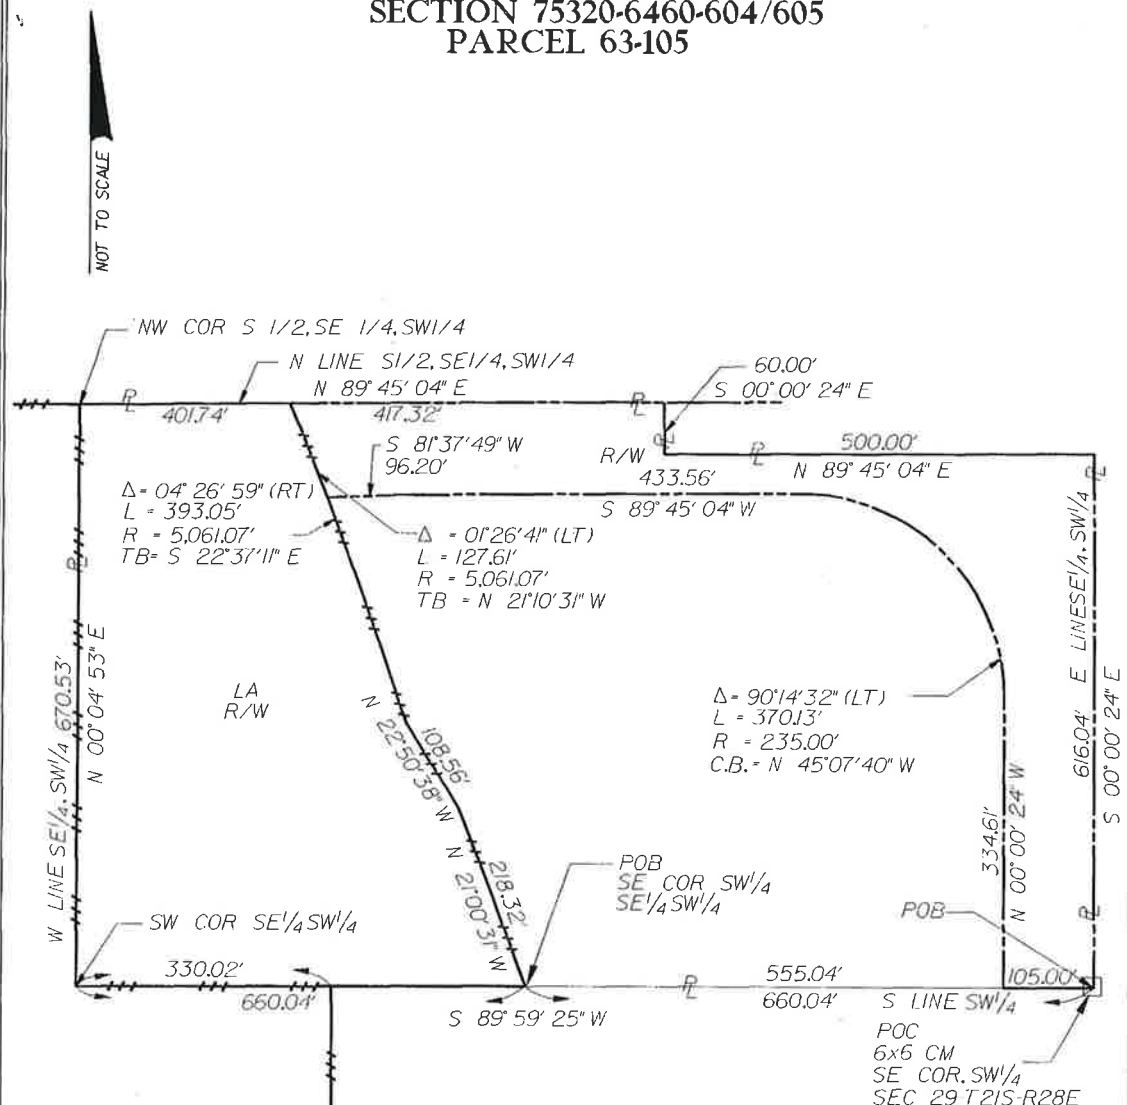 SECTION 75320-6460-604/605
PARCEL 63-105
NOT TO SCALE
NW COR S 1/2, SE 1/4, SW1/4
N LINE S1/2, SE1/4, SW1/4
N 89° 45' 04" E
60.00'
S 00° 00' 24" E
401.74'
417.32'
S 81°37'49" W
96.20'
R/W
433.56'
S 89° 45' 04" W
500.00'
N 89° 45' 04" E
Δ= 04° 26' 59" (RT)
L = 393.05'
R = 5,061.07'
TB= S 22°37'11" E
Δ = 01°26'41" (LT)
L = 127.61'
R = 5,061.07'
TB = N 21°10'31" W
W LINE SE1/4, SW1/4
670.53'
N 00° 04' 53" E
LA
R/W
108.56'
N 22°50'38" W
218.32'
N 21°00'31" W
Δ= 90°14'32" (LT)
L = 370.13'
R = 235.00'
C.B.= N 45°07'40" W
334.61'
N 00°00' 24" W
616.04'
E LINE SE1/4, SW1/4
S 00° 00' 24" E
POB
SE COR SW1/4
SE1/4 SW1/4
POB
SW COR SE1/4 SW1/4
330.02'
660.04'
S 89° 59' 25" W
555.04'
105.00'
660.04'
S LINE SW1/4
POC
6x6 CM
SE COR. SW1/4
SEC 29-T21S-R28E